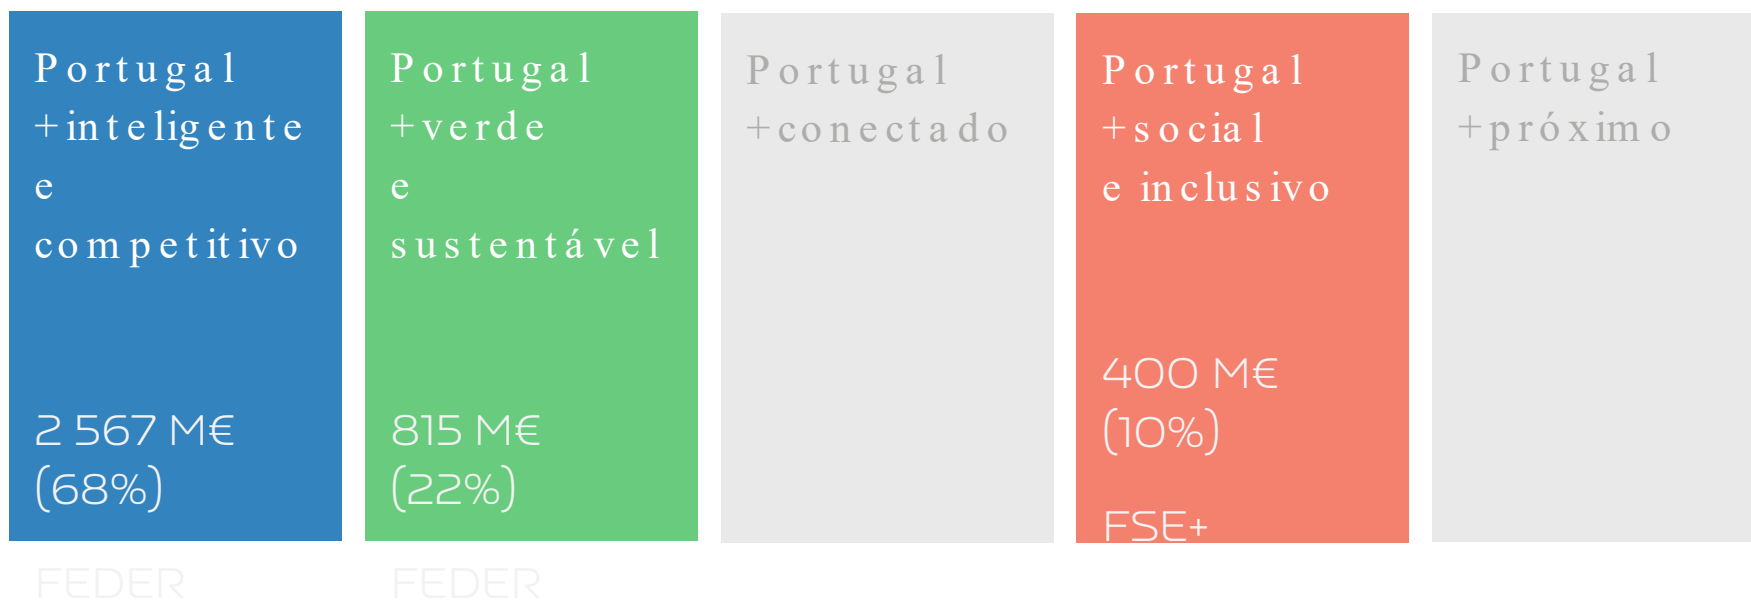 Portugal
+inteligente
e
competitivo
2 567 M€
(68%)
FEDER
Portugal
+verde
e
sustentável
815 M€
(22%)
FEDER
Portugal
+conectado
Portugal
+social
e inclusivo
400 M€
(10%)
FSE+
Portugal
+próximo